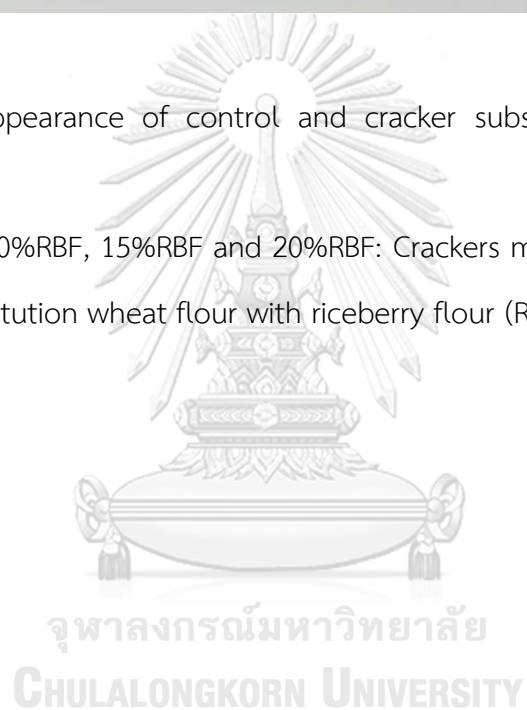 ppearance of control and cracker subs
0%RBF, 15%RBF and 20%RBF: Crackers m
tution wheat flour with riceberry flour (R
จุฬาลงกรณ์มหาวิทยาลัย
CHULALONGKORN UNIVERSITY